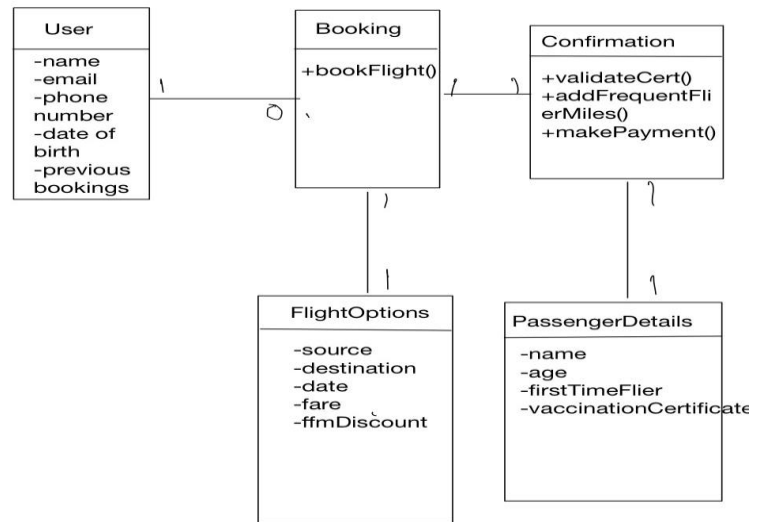 User
-name
-email
-phone
number
-date of
birth
-previous
bookings
1
0
Booking
+bookFlight()
1
1
Confirmation
+validateCert()
+addFrequentFli
erMiles()
+makePayment()
1
1
FlightOptions
-source
-destination
-date
-fare
-ffmDiscount
1
1
PassengerDetails
-name
-age
-firstTimeFlier
-vaccinationCertificate